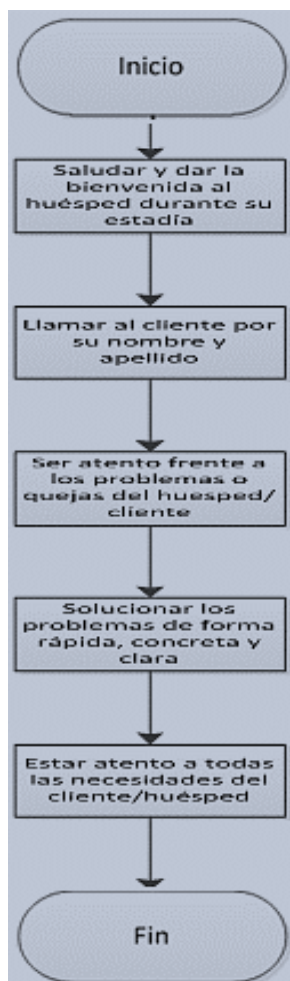 Inicio
Saludar y dar la
bienvenida al
huésped durante su
estadía
Llamar al cliente por
su nombre y
apellido
Ser atento frente a
los problemas o
quejas del huesped/
cliente
Solucionar los
problemas de forma
rápida, concreta y
clara
Estar atento a todas
las necesidades del
cliente/huésped
Fin